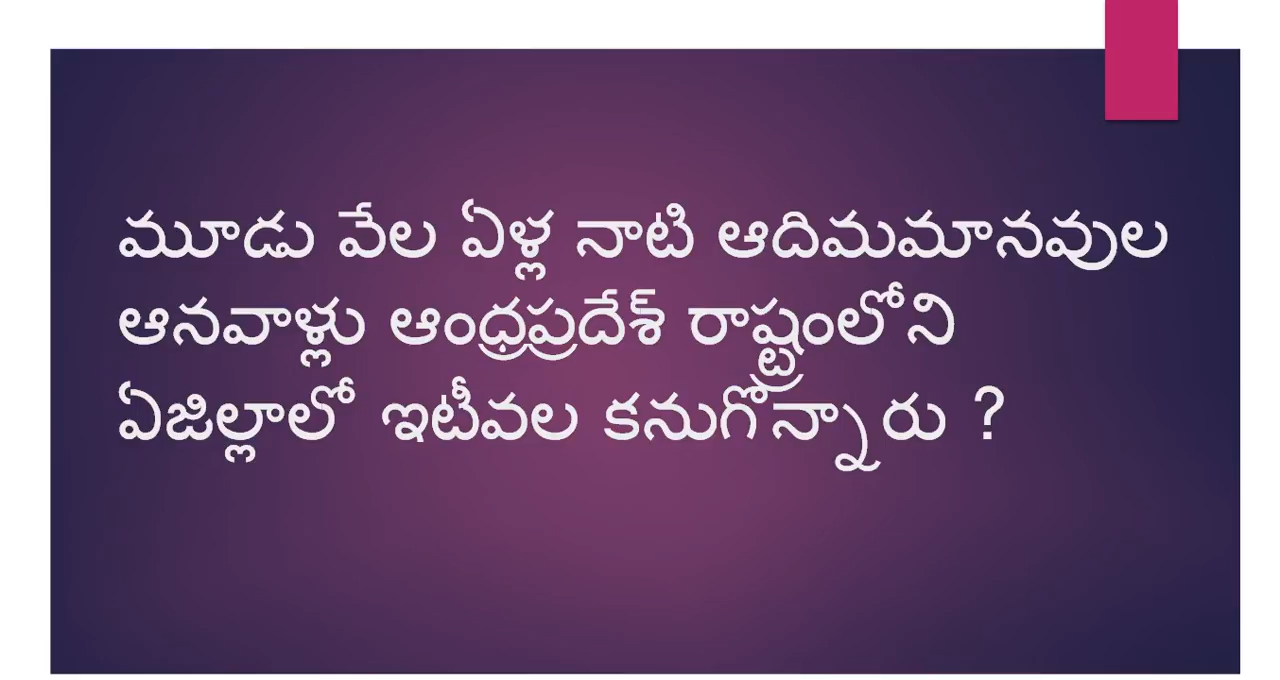 మూడు వేల ఏళ్ల నాటి ఆదిమమానవుల
ఆనవాళ్లు ఆంధ్రప్రదేశ్ రాష్ట్రంలోని
ఏజిల్లాలో ఇటీవల కనుగొన్నారు ?